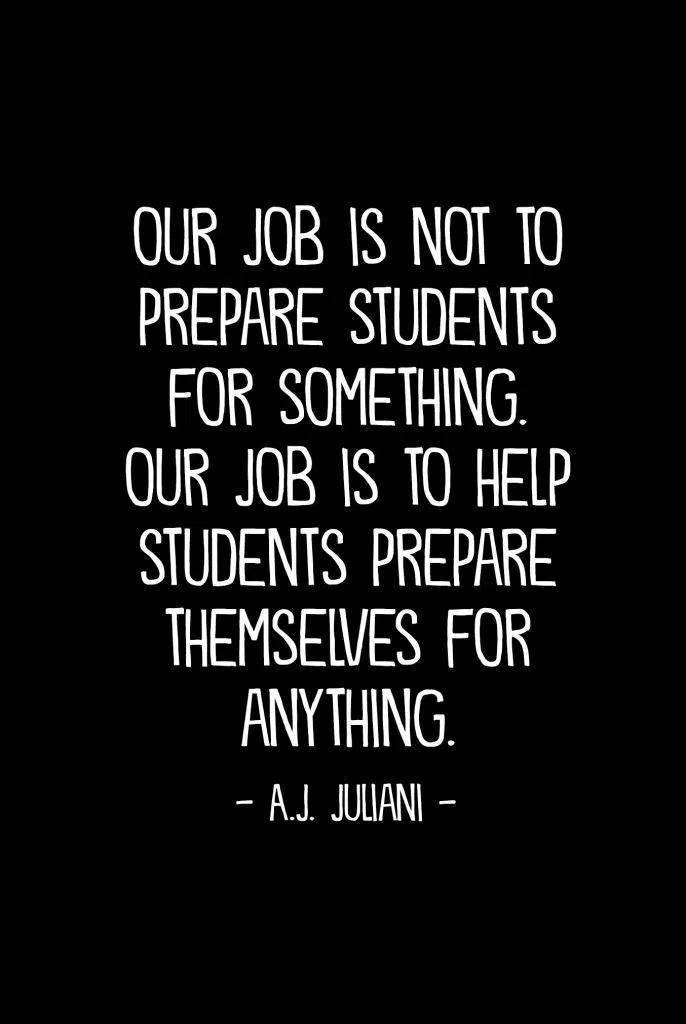 OUR JOB IS NOT TO
PREPARE STUDENTS
FOR SOMETHING.
OUR JOB IS TO HELP
STUDENTS PREPARE
THEMSELVES FOR
ANYTHING.
- A.J. JULIANI -